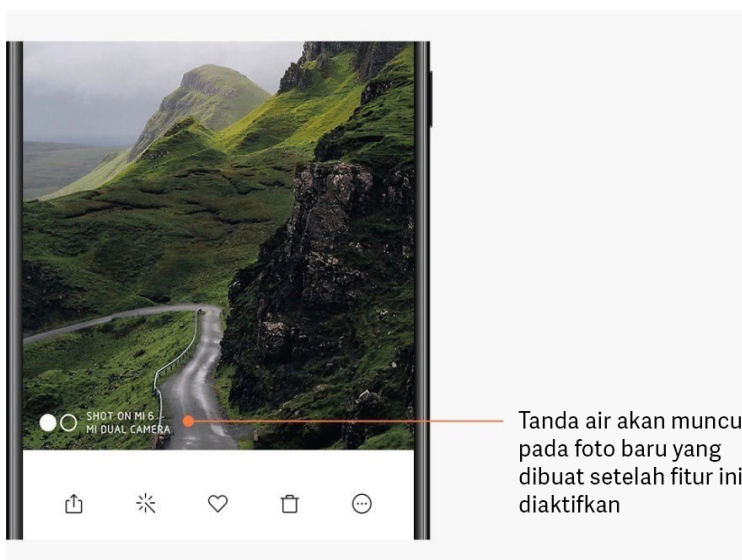 SHOT ON MI 6
MI DUAL CAMERA
Tanda air akan muncu
pada foto baru yang
dibuat setelah fitur ini
diaktifkan